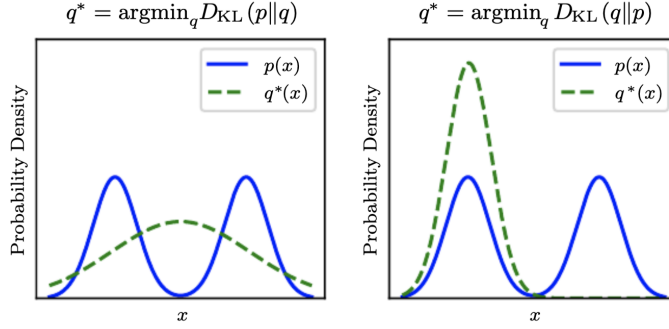 q* = argmin_q D_KL (p‖q)
p(x)
q*(x)
Probability Density
x
q* = argmin_q D_KL (q‖p)
p(x)
q*(x)
Probability Density
x